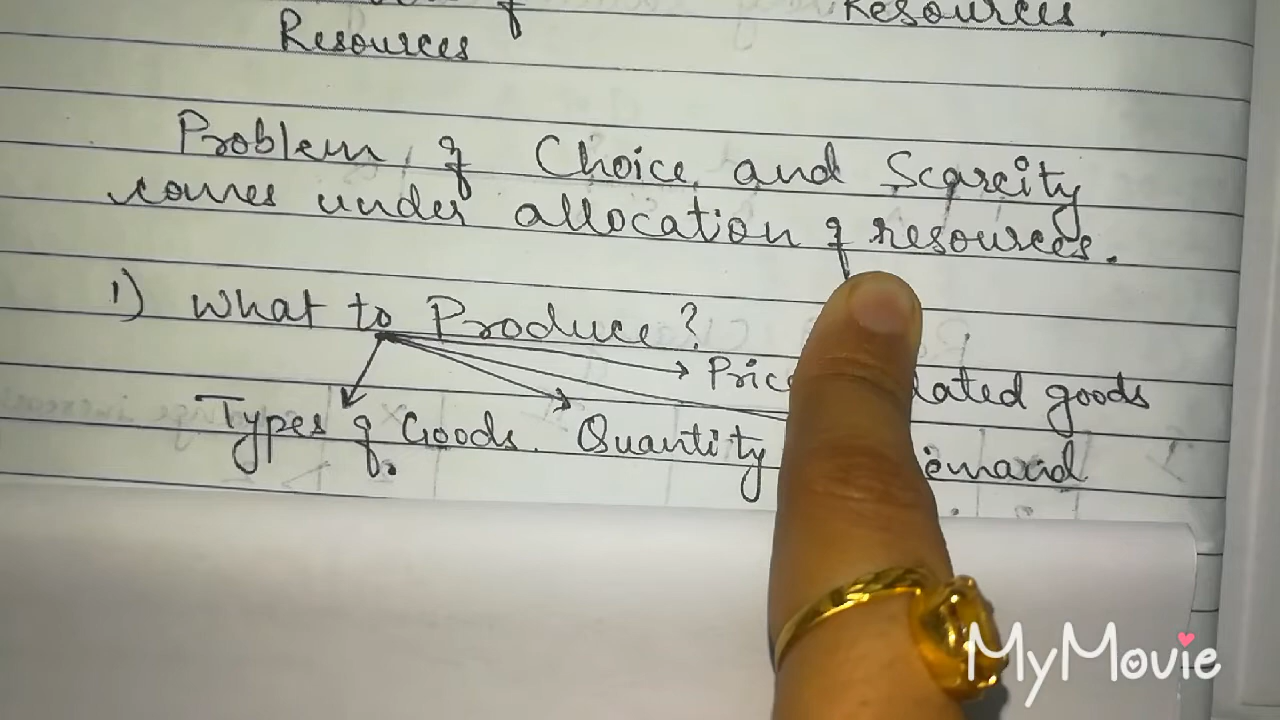 Resources.
Resources
Problem of Choice and Scarcity
comes under allocation of resources.
1) What to Produce?
goods
Types of Goods. Quantity
MyMovie